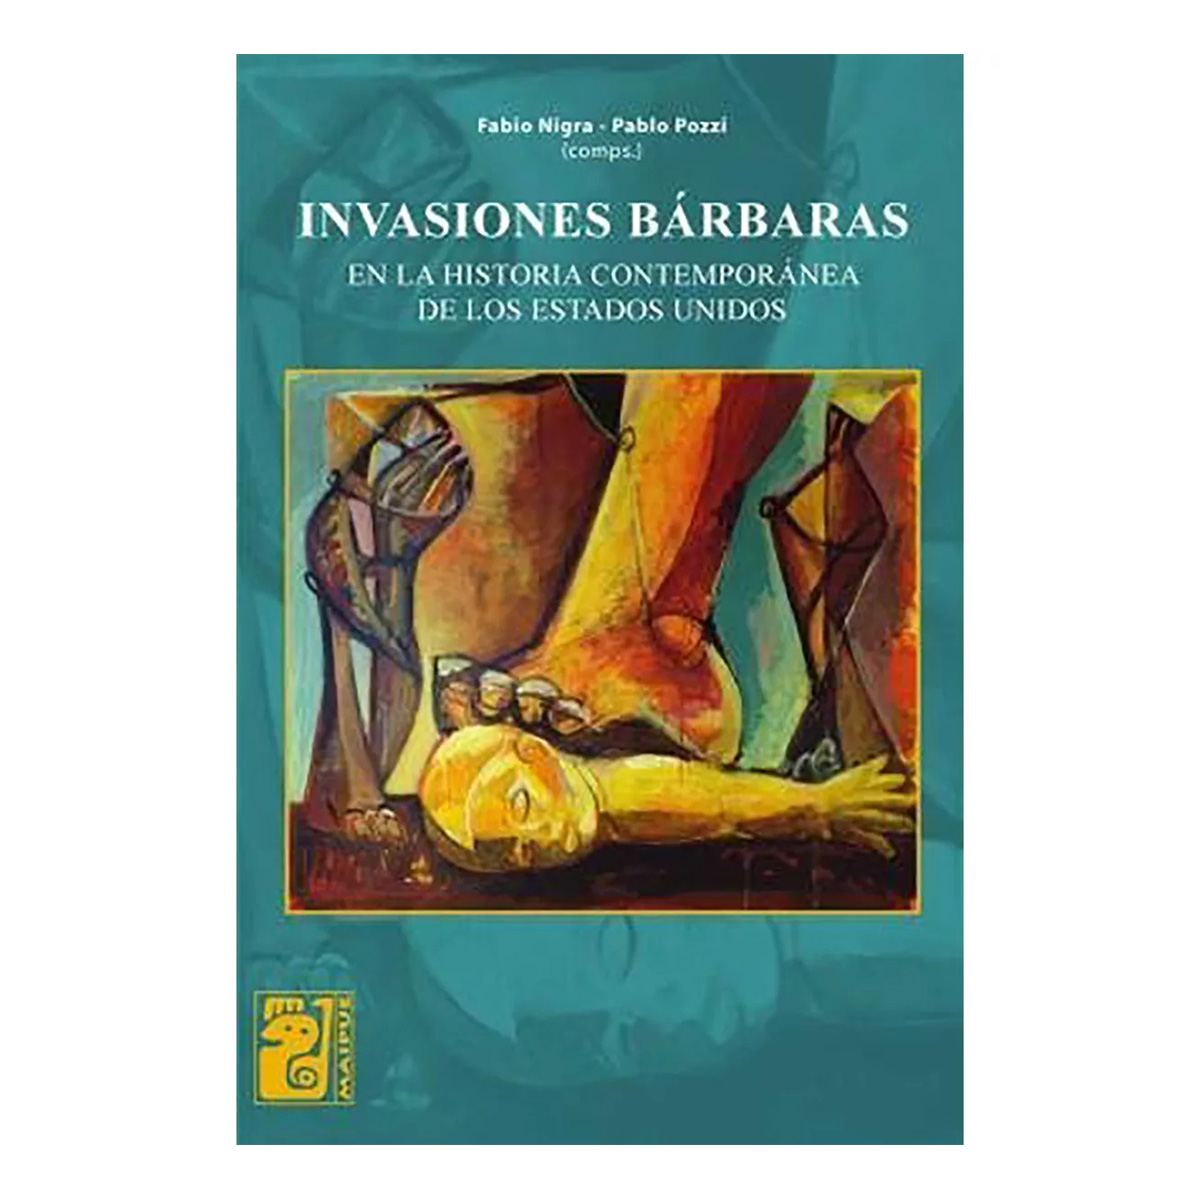 Fabio Nigra - Pablo Pozzi
(comps.)
INVASIONES BÁRBARAS
EN LA HISTORIA CONTEMPORÁNEA
DE LOS ESTADOS UNIDOS
MAIPUE